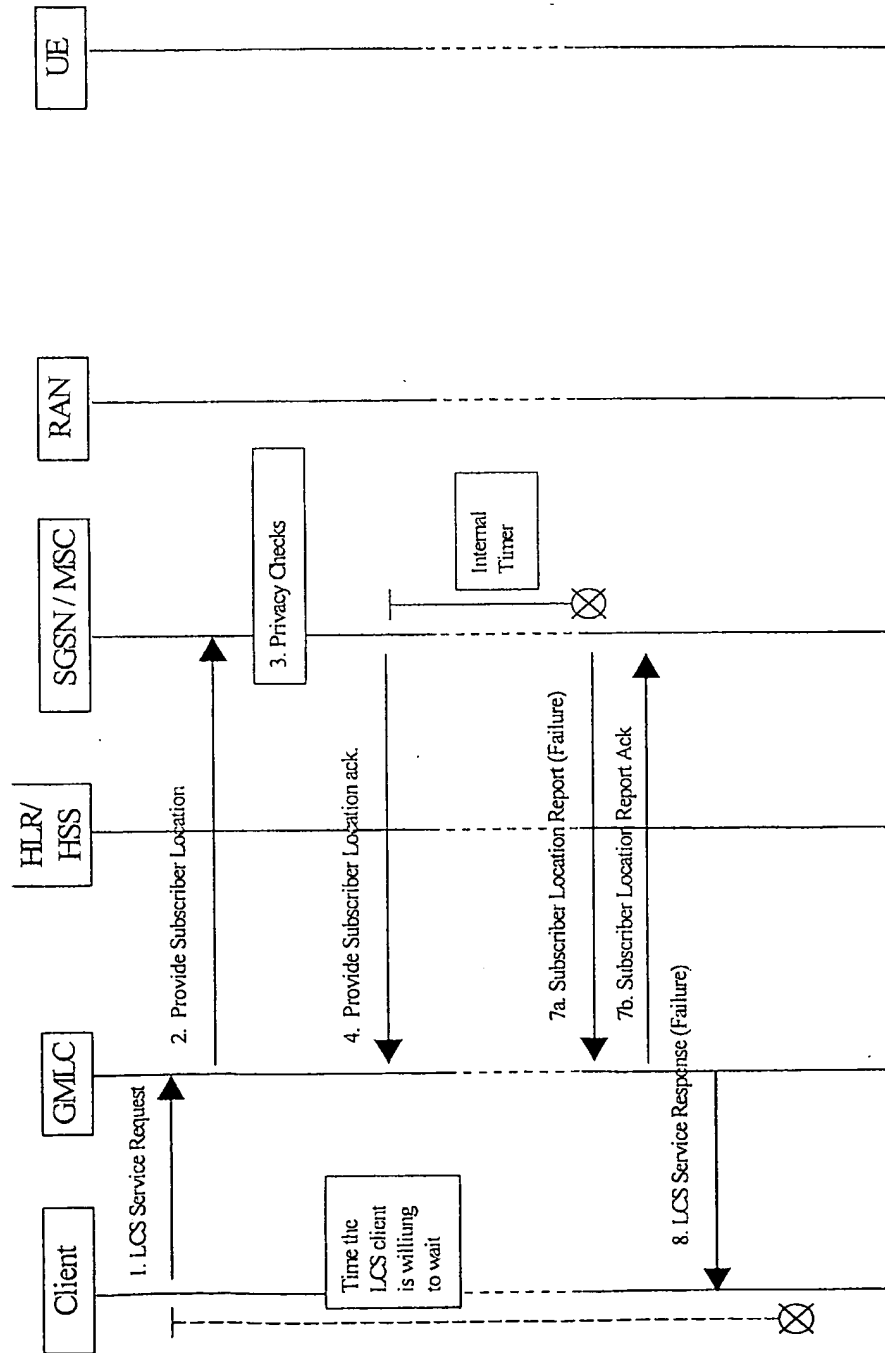 Client
GMLC
HLR/
HSS
SGSN / MSC
RAN
UE
1. LCS Service Request
2. Provide Subscriber Location
3. Privacy Checks
4. Provide Subscriber Location ack.
Internal
Timer
Time the
LCS client
is williung
to wait
7a. Subscriber Location Report (Failure)
7b. Subscriber Location Report Ack
8. LCS Service Response (Failure)